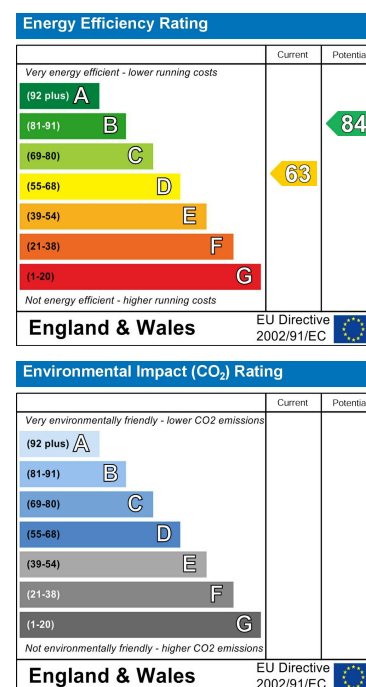 Energy Efficiency Rating
Current Potentia
Very energy efficient - lower running costs
(92 plus) A
(81-91) B
84
(69-80) C
63
(55-68) D
(39-54) E
(21-38) F
(1-20) G
Not energy efficient - higher running costs
England & Wales
EU Directive
2002/91/EC
Environmental Impact (CO₂) Rating
Current Potentia
Very environmentally friendly - lower CO2 emissions
(92 plus) A
(81-91) B
(69-80) C
(55-68) D
(39-54) E
(21-38) F
(1-20) G
Not environmentally friendly - higher CO2 emissions
England & Wales
EU Directive
2002/91/EC